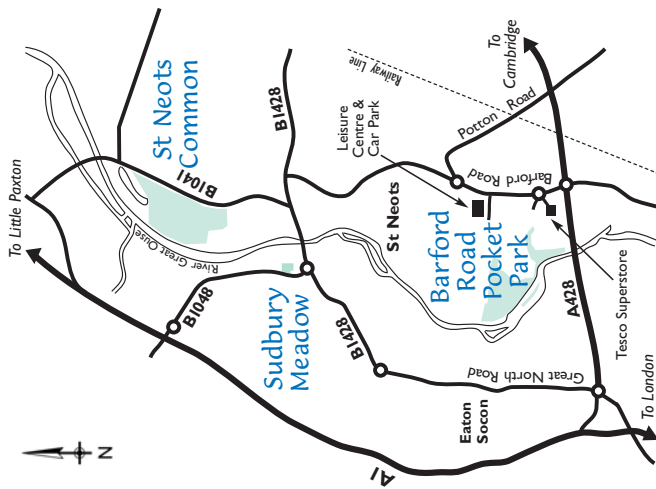 To Little Paxton
St Neots
Common
B1041
River Great Ouse
B1048
B1428
Sudbury
Meadow
B1428
Railway Line
To
Cambridge
Leisure
Centre &
Car Park
Potton Road
Barford Road
St Neots
Barford
Road
Pocket
Park
Great North Road
A428
Tesco Superstore
Eaton
Socon
A1
To London
N